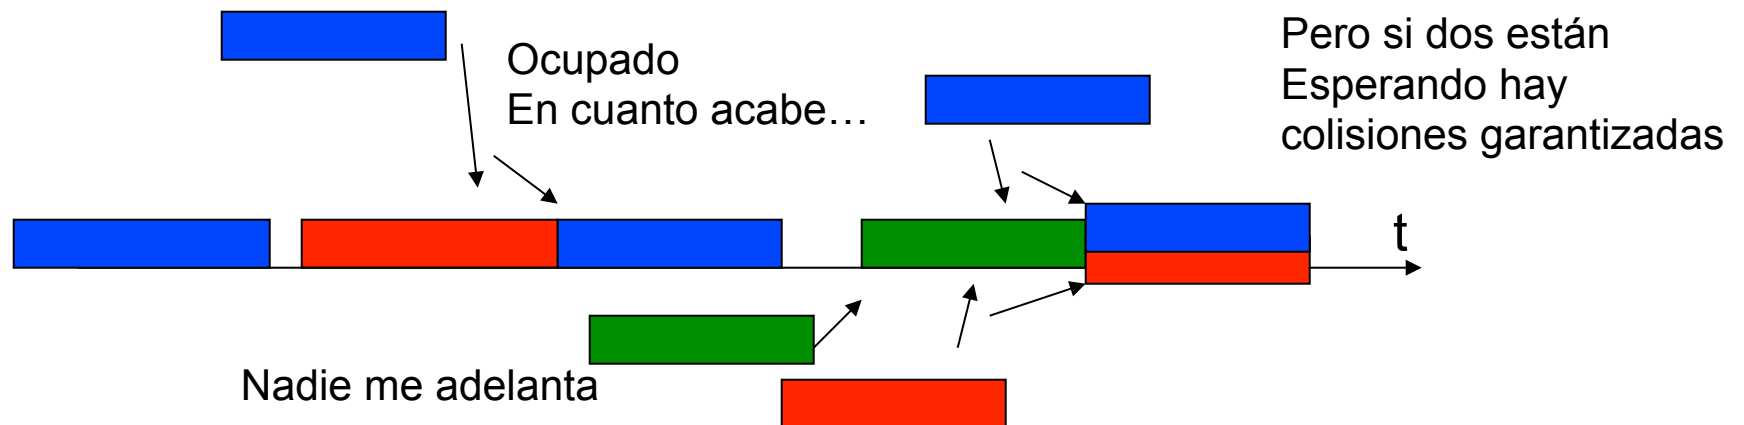 Ocupado
En cuanto acabe…
Pero si dos están
Esperando hay
colisiones garantizadas
t
Nadie me adelanta